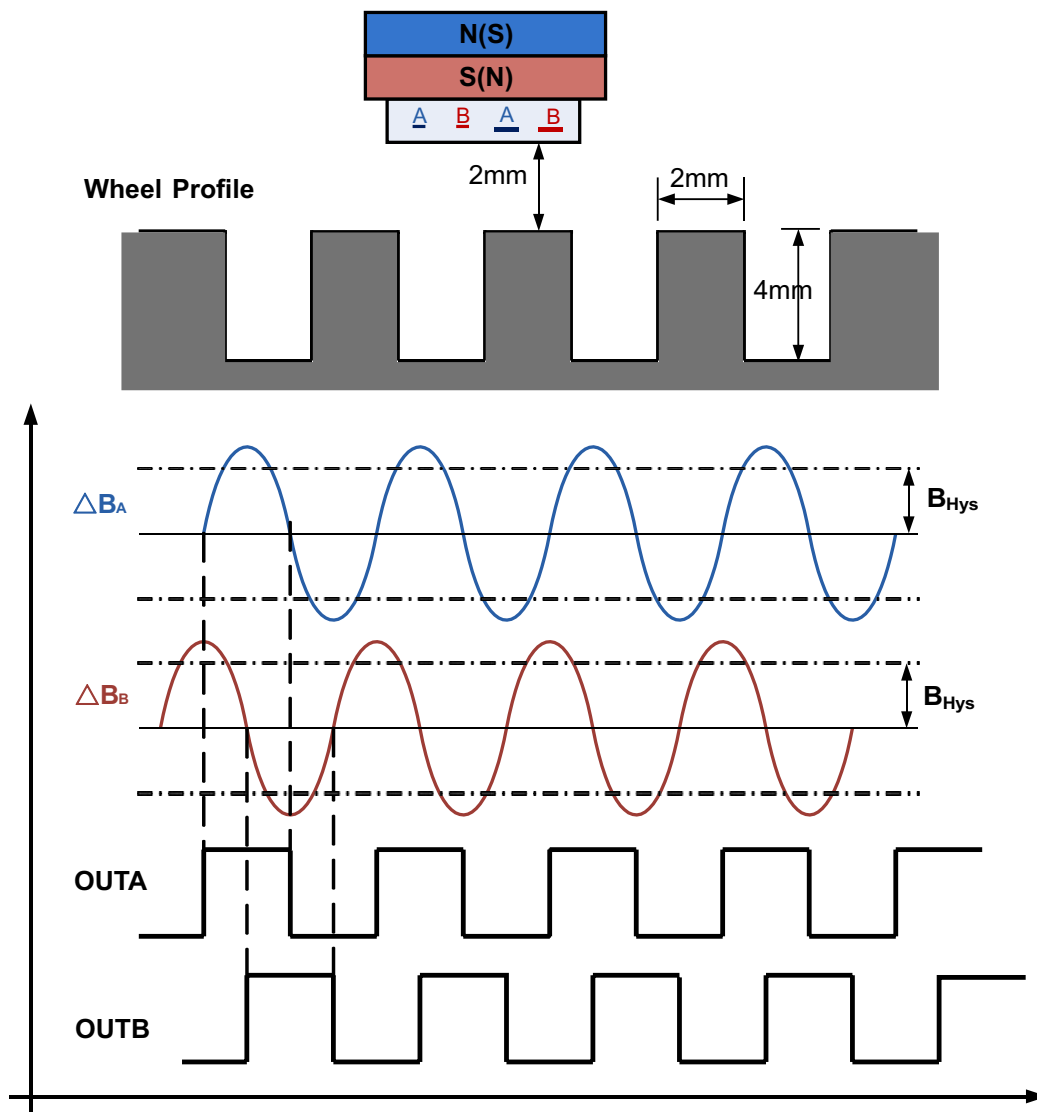 N(S)
S(N)
A B A B
2mm
2mm
Wheel Profile
4mm
△BA
BHys
△BB
BHys
OUTA
OUTB